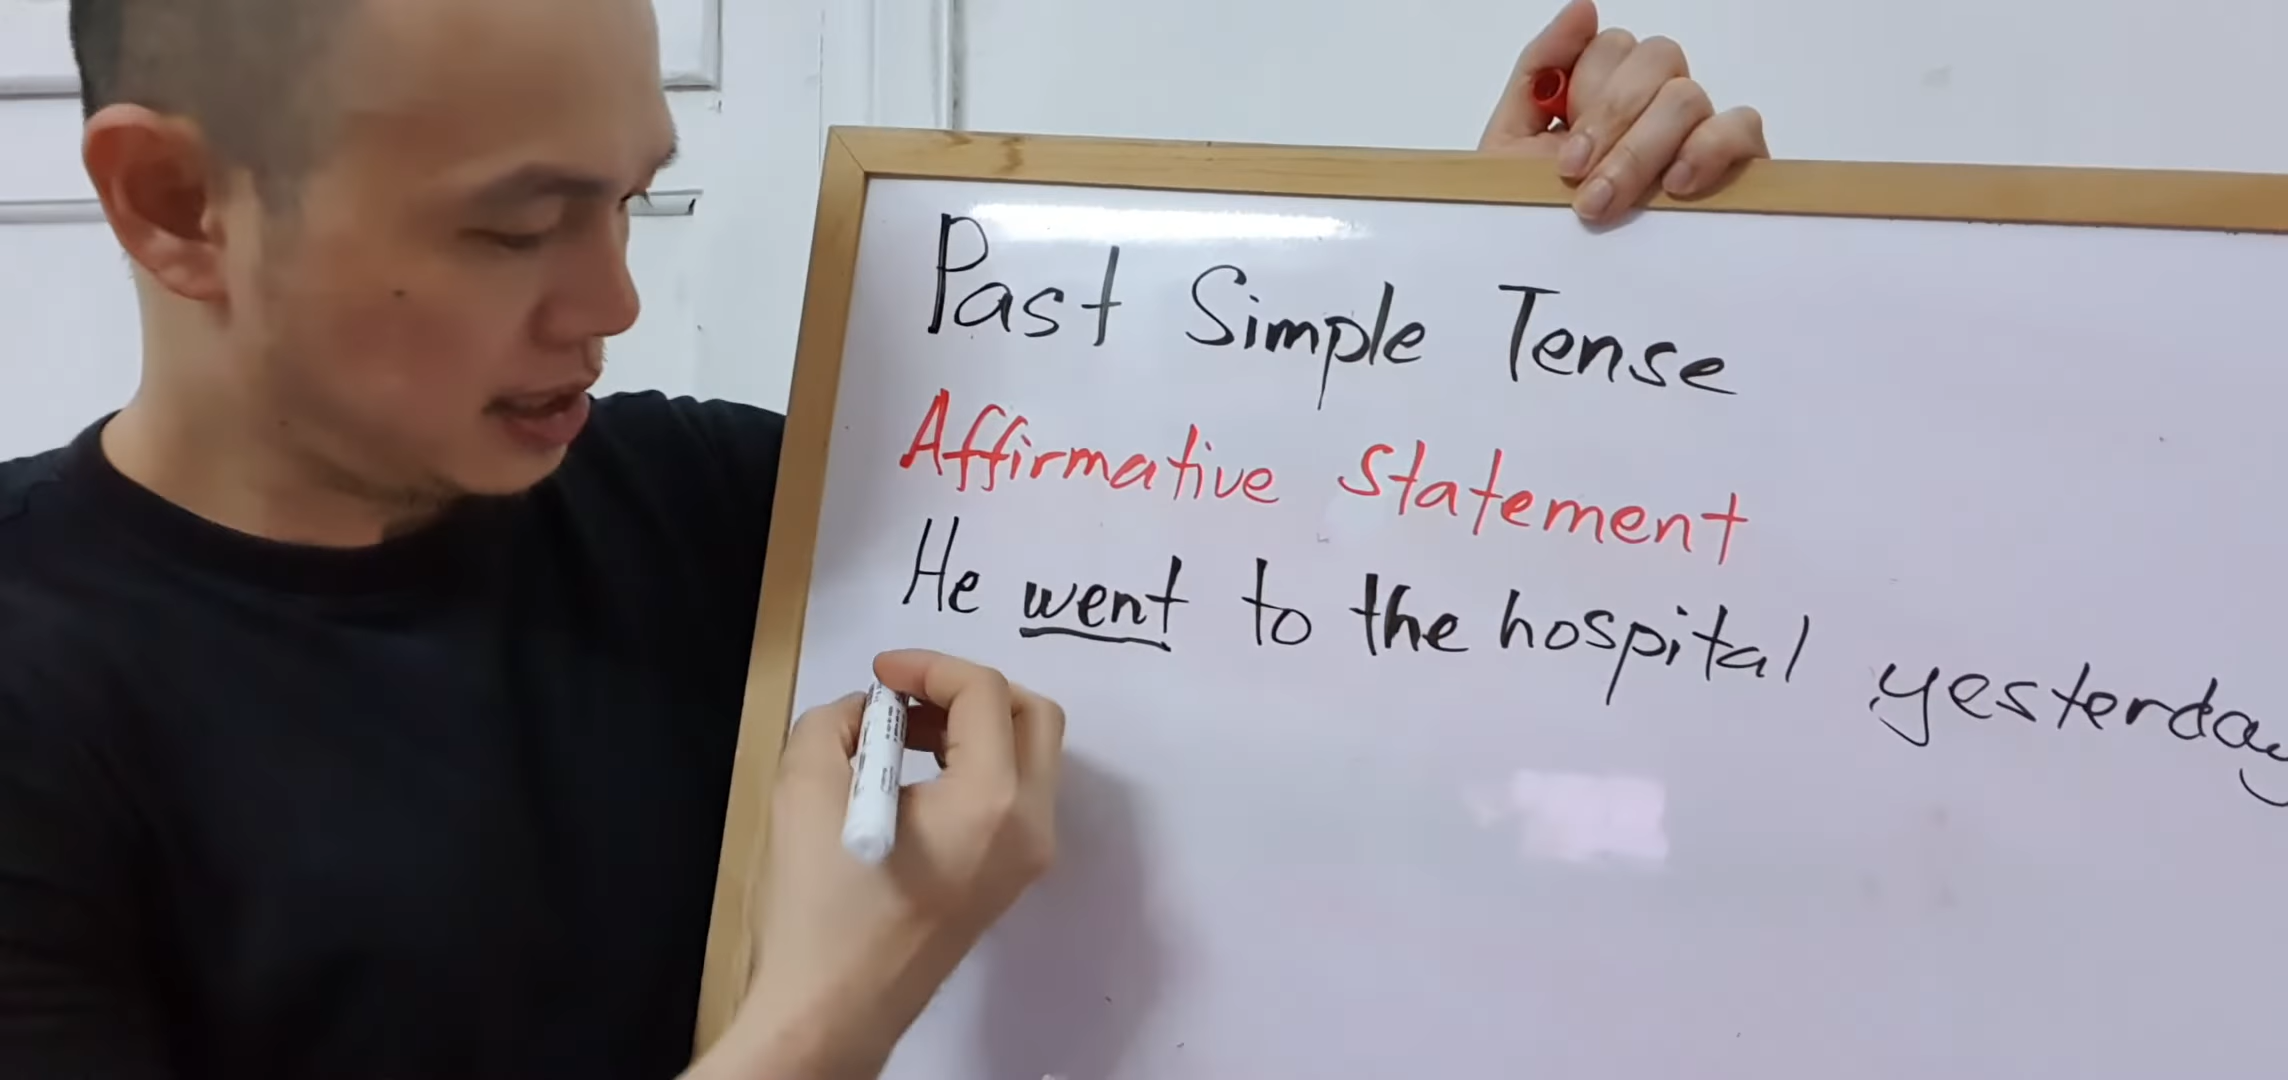 Past Simple Tense
Affirmative Statement
He went to the hospital yesterday